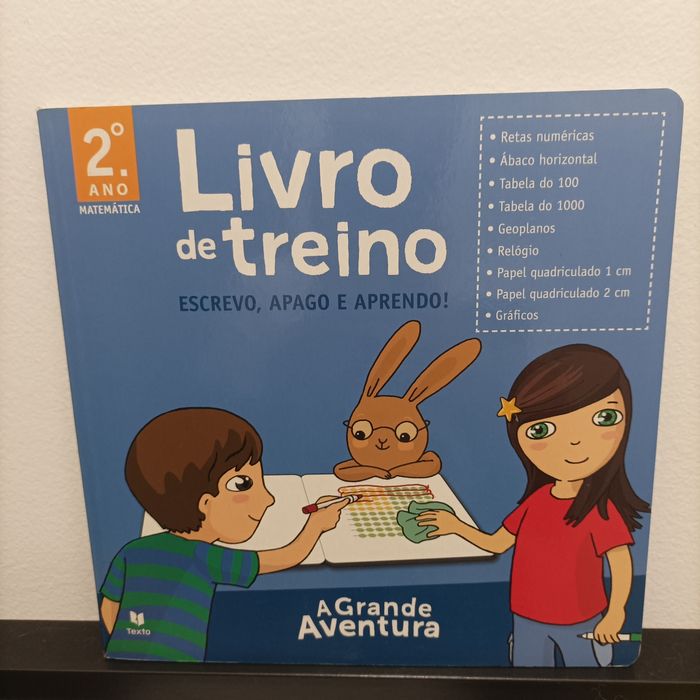 2.º
ANO
MATEMÁTICA
Livro
de treino
ESCREVO, APAGO E APRENDO!
• Retas numéricas
• Ábaco horizontal
• Tabela do 100
• Tabela do 1000
• Geoplanos
• Relógio
• Papel quadriculado 1 cm
• Papel quadriculado 2 cm
• Gráficos
A GRANDE
AVENTURA
Texto